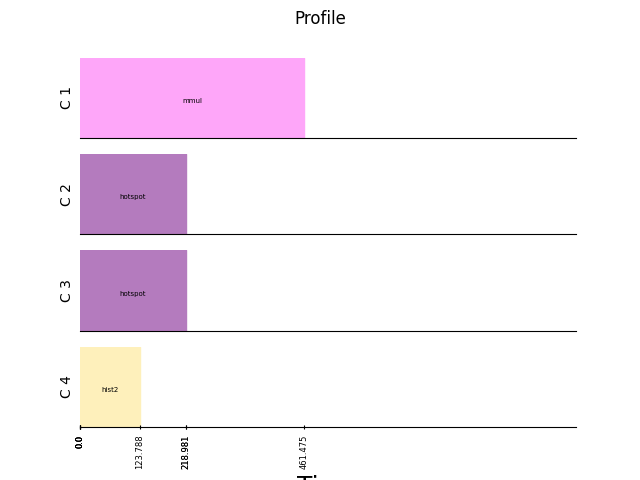 Profile
C 1
mmul
C 2
hotspot
C 3
hotspot
C 4
hist2
0.0
123.788
218.981
461.475